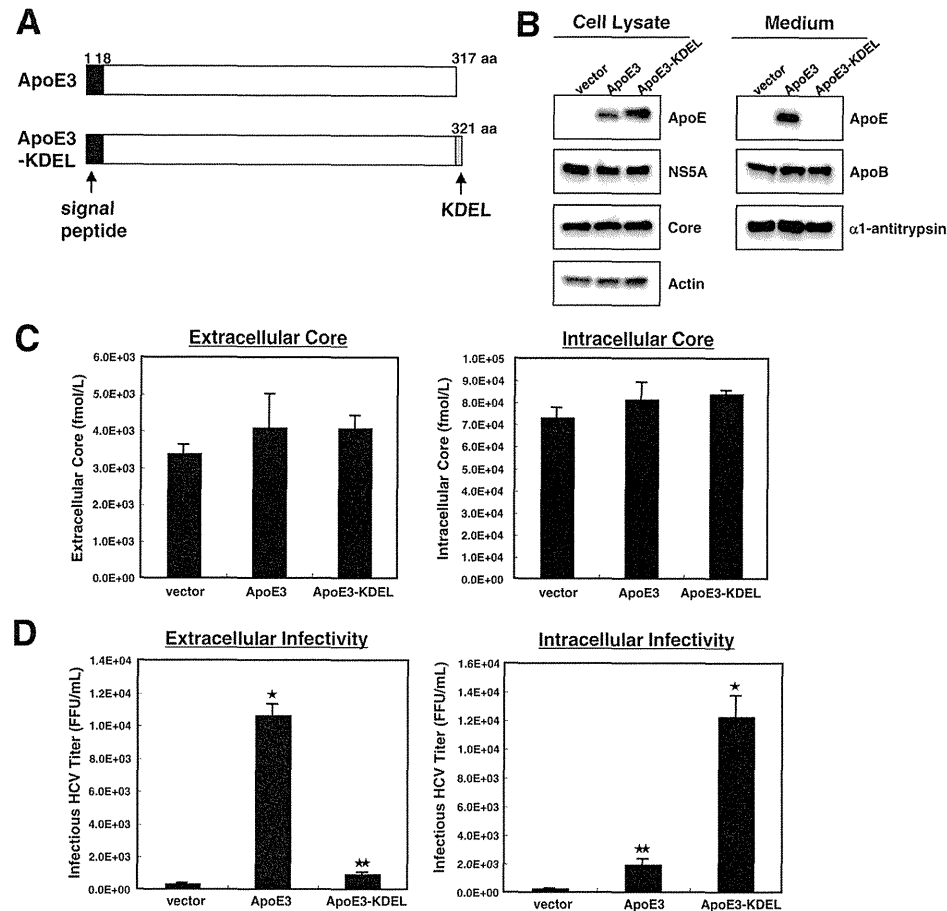 A
1 18
317 aa
ApoE3
321 aa
ApoE3
-KDEL
signal
peptide
KDEL
B
Cell Lysate
Medium
vector
ApoE3
ApoE3-KDEL
vector
ApoE3
ApoE3-KDEL
ApoE
ApoE
NS5A
ApoB
Core
α1-antitrypsin
Actin
C
Extracellular Core
Extracellular Core (fmol/L)
6.0E+03
5.0E+03
4.0E+03
3.0E+03
2.0E+03
1.0E+03
0.0E+00
vector
ApoE3
ApoE3-KDEL
Intracellular Core
Intracellular Core (fmol/L)
1.0E+05
9.0E+04
8.0E+04
7.0E+04
6.0E+04
5.0E+04
4.0E+04
3.0E+04
2.0E+04
1.0E+04
0.0E+00
vector
ApoE3
ApoE3-KDEL
D
Extracellular Infectivity
Infectious HCV Titer (FFU/mL)
1.4E+04
1.2E+04
1.0E+04
8.0E+03
6.0E+03
4.0E+03
2.0E+03
0.0E+00
★
★★
vector
ApoE3
ApoE3-KDEL
Intracellular Infectivity
Infectious HCV Titer (FFU/mL)
1.6E+04
1.4E+04
1.2E+04
1.0E+04
8.0E+03
6.0E+03
4.0E+03
2.0E+03
0.0E+00
★★
★
vector
ApoE3
ApoE3-KDEL